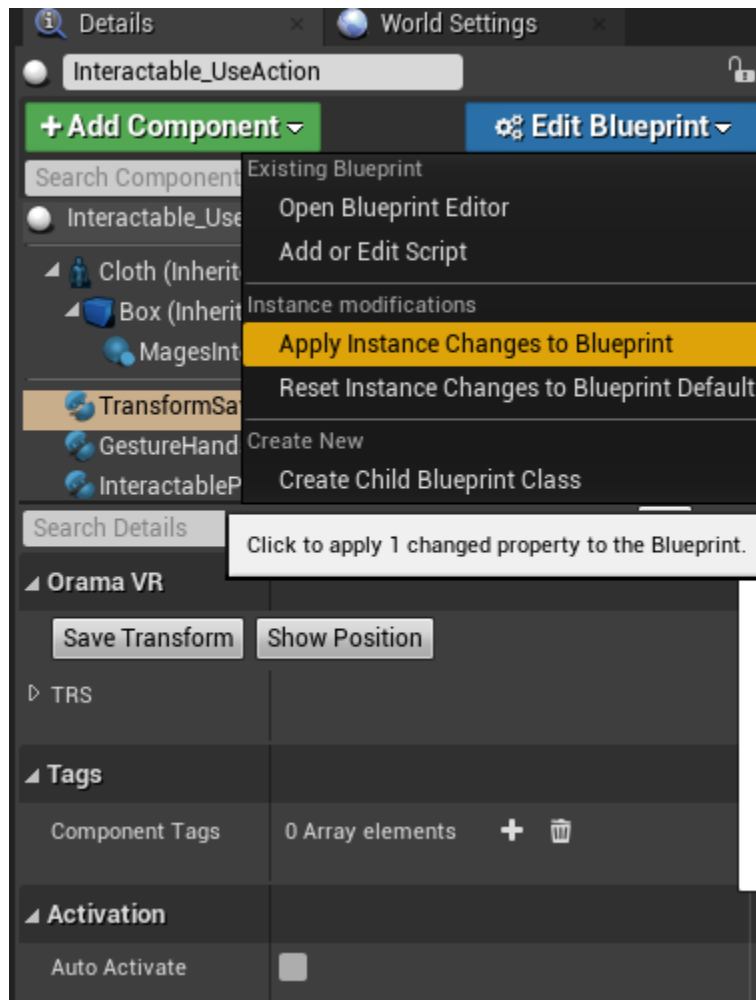 Details
World Settings
Interactable_UseAction
+Add Component
Edit Blueprint
Search Component
Existing Blueprint
Interactable_Use
Open Blueprint Editor
Add or Edit Script
Cloth (Inherit
Box (Inherit
MagesInt
Instance modifications
Apply Instance Changes to Blueprint
Reset Instance Changes to Blueprint Default
TransformSa
GestureHand
InteractableP
Create New
Create Child Blueprint Class
Search Details
Click to apply 1 changed property to the Blueprint.
Orama VR
Save Transform
Show Position
TRS
Tags
Component Tags
0 Array elements
Activation
Auto Activate